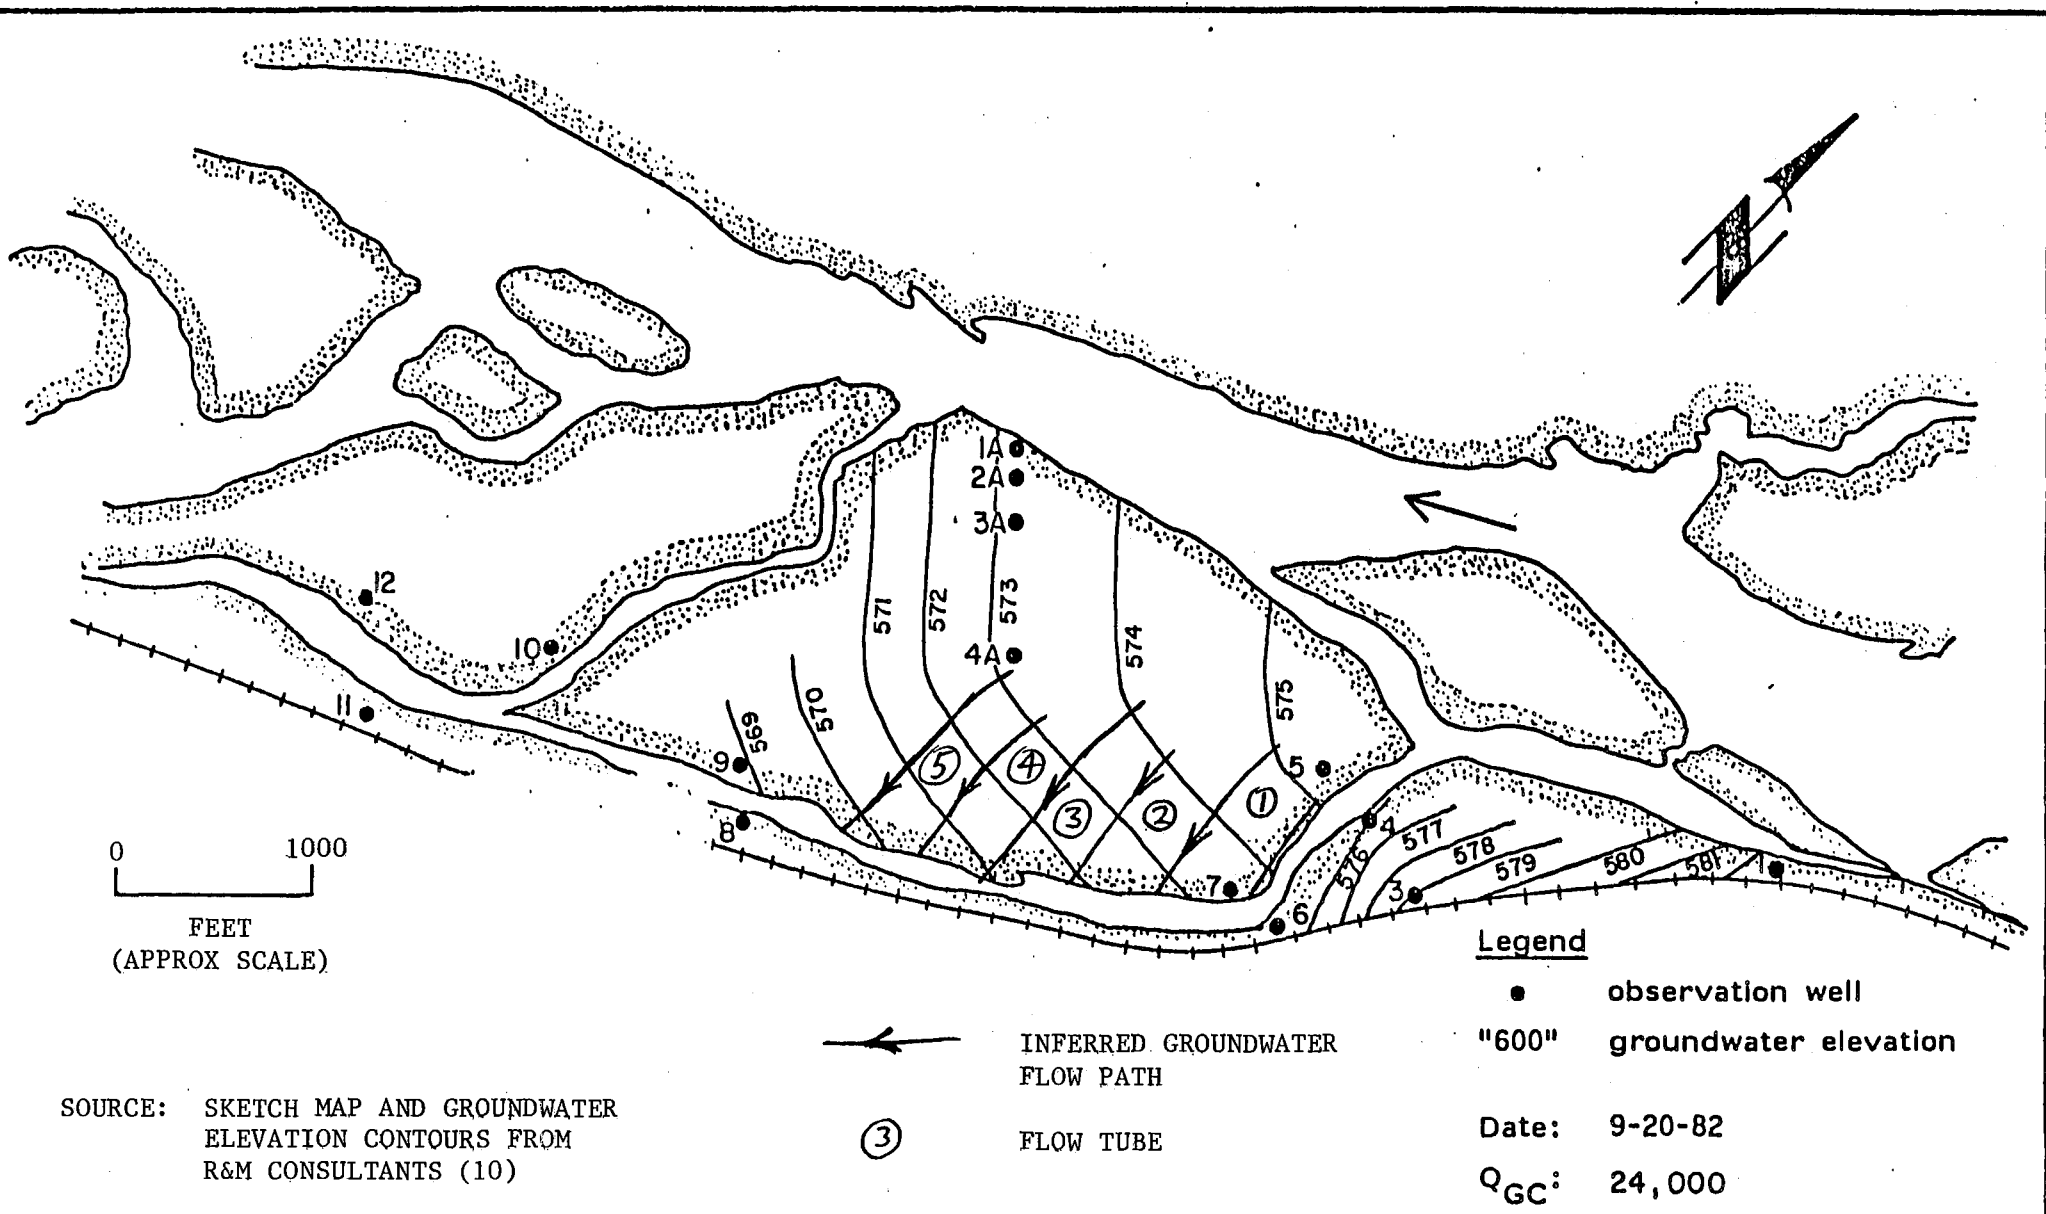 1A
2A
3A
4A
571
572
573
574
575
570
569
12
10
11
9
8
5
4
3
2
1
5
7
6
4
3
1
576
577
578
579
580
581
0 1000
FEET
(APPROX SCALE)
SOURCE: SKETCH MAP AND GROUNDWATER
ELEVATION CONTOURS FROM
R&M CONSULTANTS (10)
INFERRED GROUNDWATER
FLOW PATH
3 FLOW TUBE
Legend
observation well
"600" groundwater elevation
Date: 9-20-82
QGC: 24,000